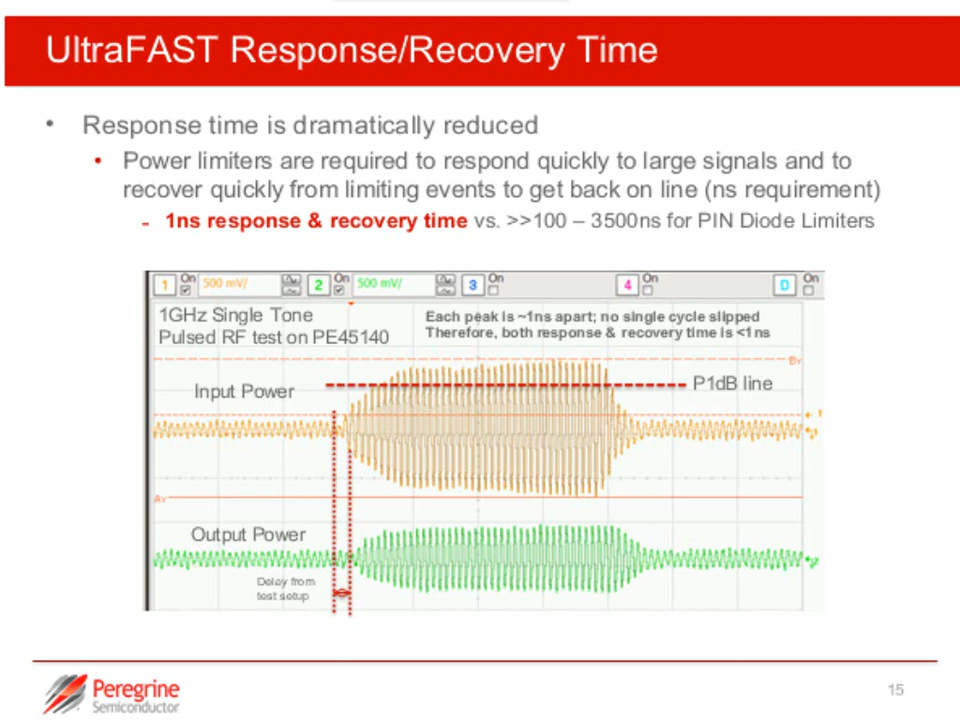 UltraFAST Response/Recovery Time
• Response time is dramatically reduced
• Power limiters are required to respond quickly to large signals and to
recover quickly from limiting events to get back on line (ns requirement)
- 1ns response & recovery time vs. >>100 – 3500ns for PIN Diode Limiters
1 On 500 mV/ 2 On 500 mV/ 3 On 4 On D On
1GHz Single Tone
Pulsed RF test on PE45140
Each peak is ~1ns apart; no single cycle slipped
Therefore, both response & recovery time is <1ns
By
Input Power
P1dB line
Ay
Output Power
Delay from
test setup
Peregrine
Semiconductor
15